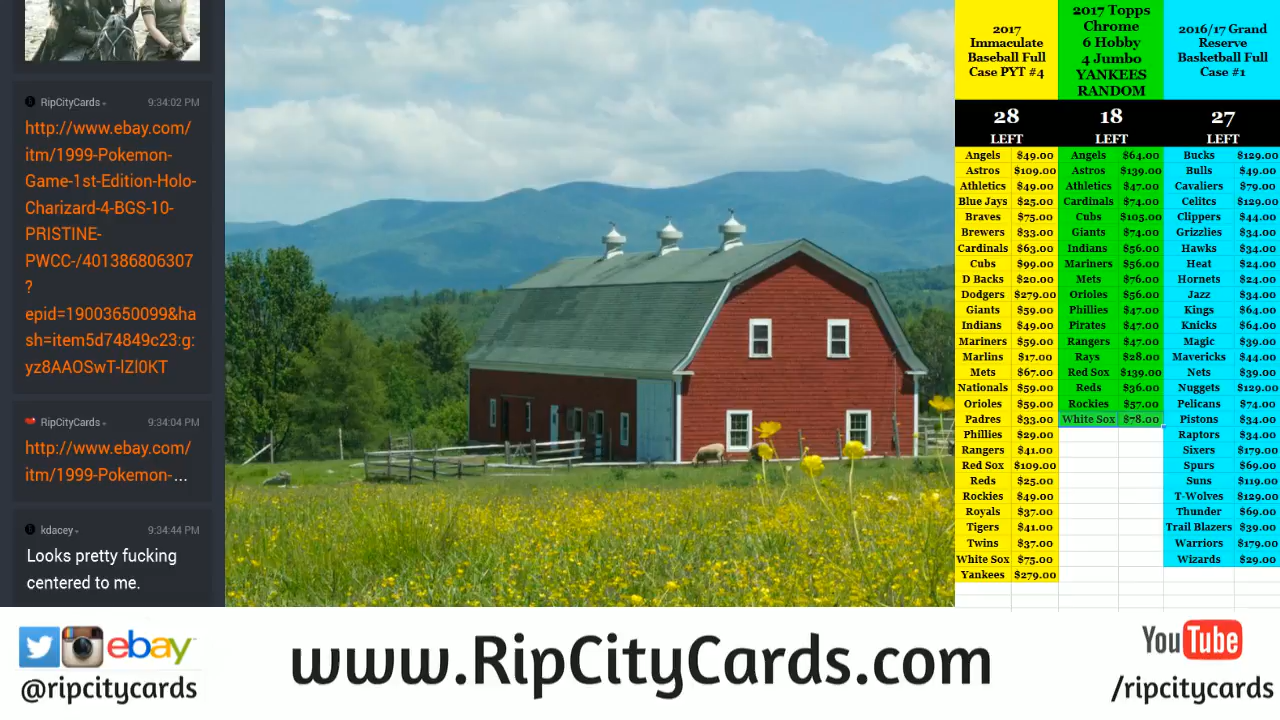 RipCityCards
9:34:02 PM
http://www.ebay.com/
itm/1999-Pokemon-
Game-1st-Edition-Holo-
Charizard-4-BGS-10-
PRISTINE-
PWCC-/401386806307
?
epid=19003650099&ha
sh=item5d74849c23:g:
yz8AAOSwT-lZl0KT
RipCityCards
9:34:04 PM
http://www.ebay.com/
itm/1999-Pokemon-...
kdacey
9:34:44 PM
Looks pretty fucking
centered to me.
2017
Immaculate
Baseball Full
Case PYT #4
28
LEFT
Angels $49.00
Astros $109.00
Athletics $49.00
Blue Jays $25.00
Braves $75.00
Brewers $33.00
Cardinals $63.00
Cubs $99.00
D Backs $20.00
Dodgers $279.00
Giants $59.00
Indians $49.00
Mariners $59.00
Marlins $17.00
Mets $67.00
Nationals $59.00
Orioles $59.00
Padres $33.00
Phillies $29.00
Rangers $41.00
Red Sox $109.00
Reds $25.00
Rockies $49.00
Royals $37.00
Tigers $41.00
Twins $37.00
White Sox $75.00
Yankees $279.00
2017 Topps
Chrome
6 Hobby
4 Jumbo
YANKEES
RANDOM
18
LEFT
Angels $64.00
Astros $139.00
Athletics $47.00
Cardinals $74.00
Cubs $105.00
Giants $74.00
Indians $56.00
Mariners $56.00
Mets $76.00
Orioles $56.00
Phillies $47.00
Pirates $47.00
Rangers $47.00
Rays $28.00
Red Sox $139.00
Reds $36.00
Rockies $57.00
White Sox $78.00
2016/17 Grand
Reserve
Basketball Full
Case #1
27
LEFT
Bucks $129.00
Bulls $49.00
Cavaliers $79.00
Celitcs $129.00
Clippers $44.00
Grizzlies $34.00
Hawks $34.00
Heat $24.00
Hornets $24.00
Jazz $34.00
Kings $64.00
Knicks $64.00
Magic $39.00
Mavericks $44.00
Nets $39.00
Nuggets $129.00
Pelicans $74.00
Pistons $34.00
Raptors $34.00
Sixers $179.00
Spurs $69.00
Suns $119.00
T-Wolves $129.00
Thunder $69.00
Trail Blazers $39.00
Warriors $179.00
Wizards $29.00
ebay
@ripcitycards
www.RipCityCards.com
YouTube
/ripcitycards